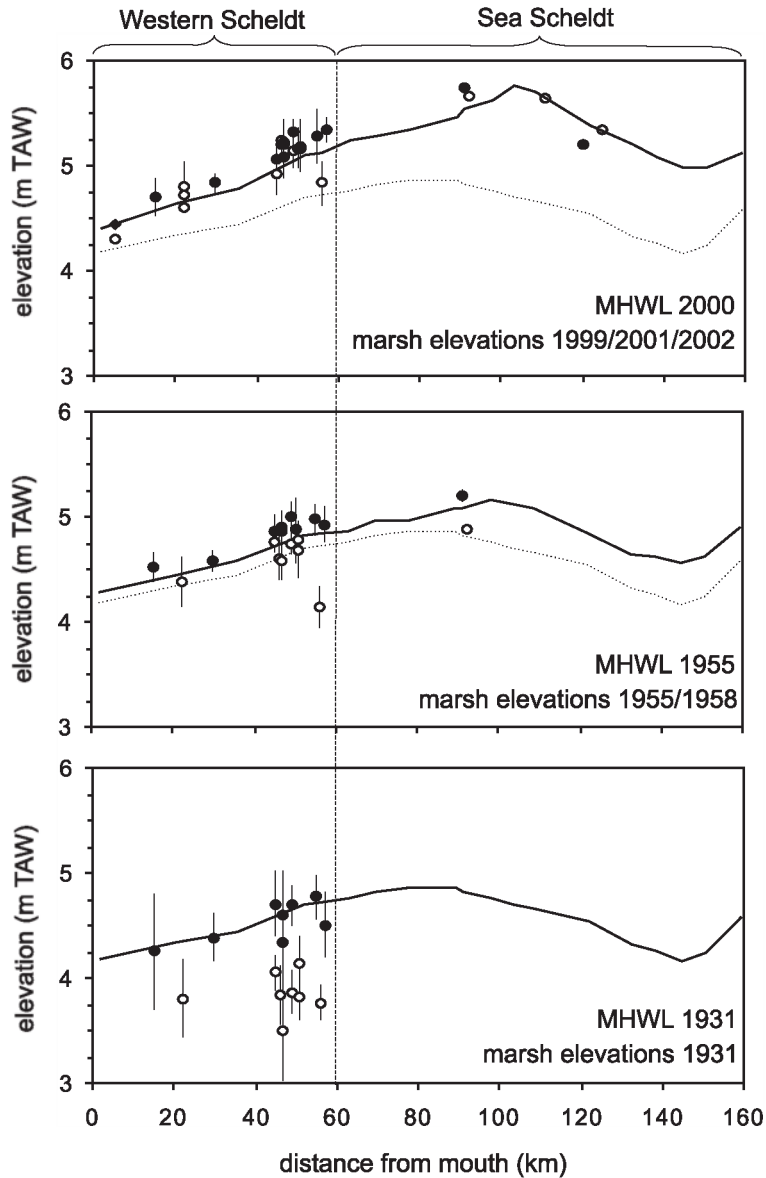 Western Scheldt
Sea Scheldt
6
5
4
3
elevation (m TAW)
MHWL 2000
marsh elevations 1999/2001/2002
6
5
4
3
elevation (m TAW)
MHWL 1955
marsh elevations 1955/1958
6
5
4
3
elevation (m TAW)
MHWL 1931
marsh elevations 1931
0 20 40 60 80 100 120 140 160
distance from mouth (km)